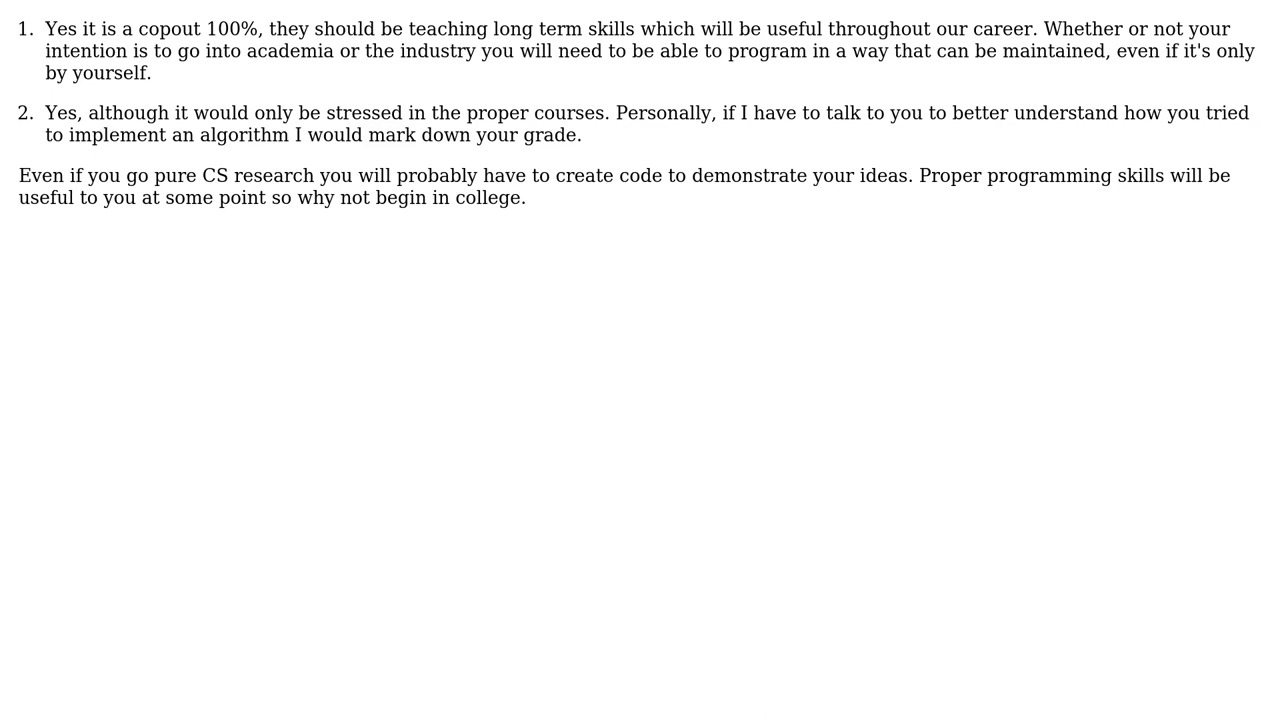 1. Yes it is a copout 100%, they should be teaching long term skills which will be useful throughout our career. Whether or not your
intention is to go into academia or the industry you will need to be able to program in a way that can be maintained, even if it's only
by yourself.
2. Yes, although it would only be stressed in the proper courses. Personally, if I have to talk to you to better understand how you tried
to implement an algorithm I would mark down your grade.
Even if you go pure CS research you will probably have to create code to demonstrate your ideas. Proper programming skills will be
useful to you at some point so why not begin in college.